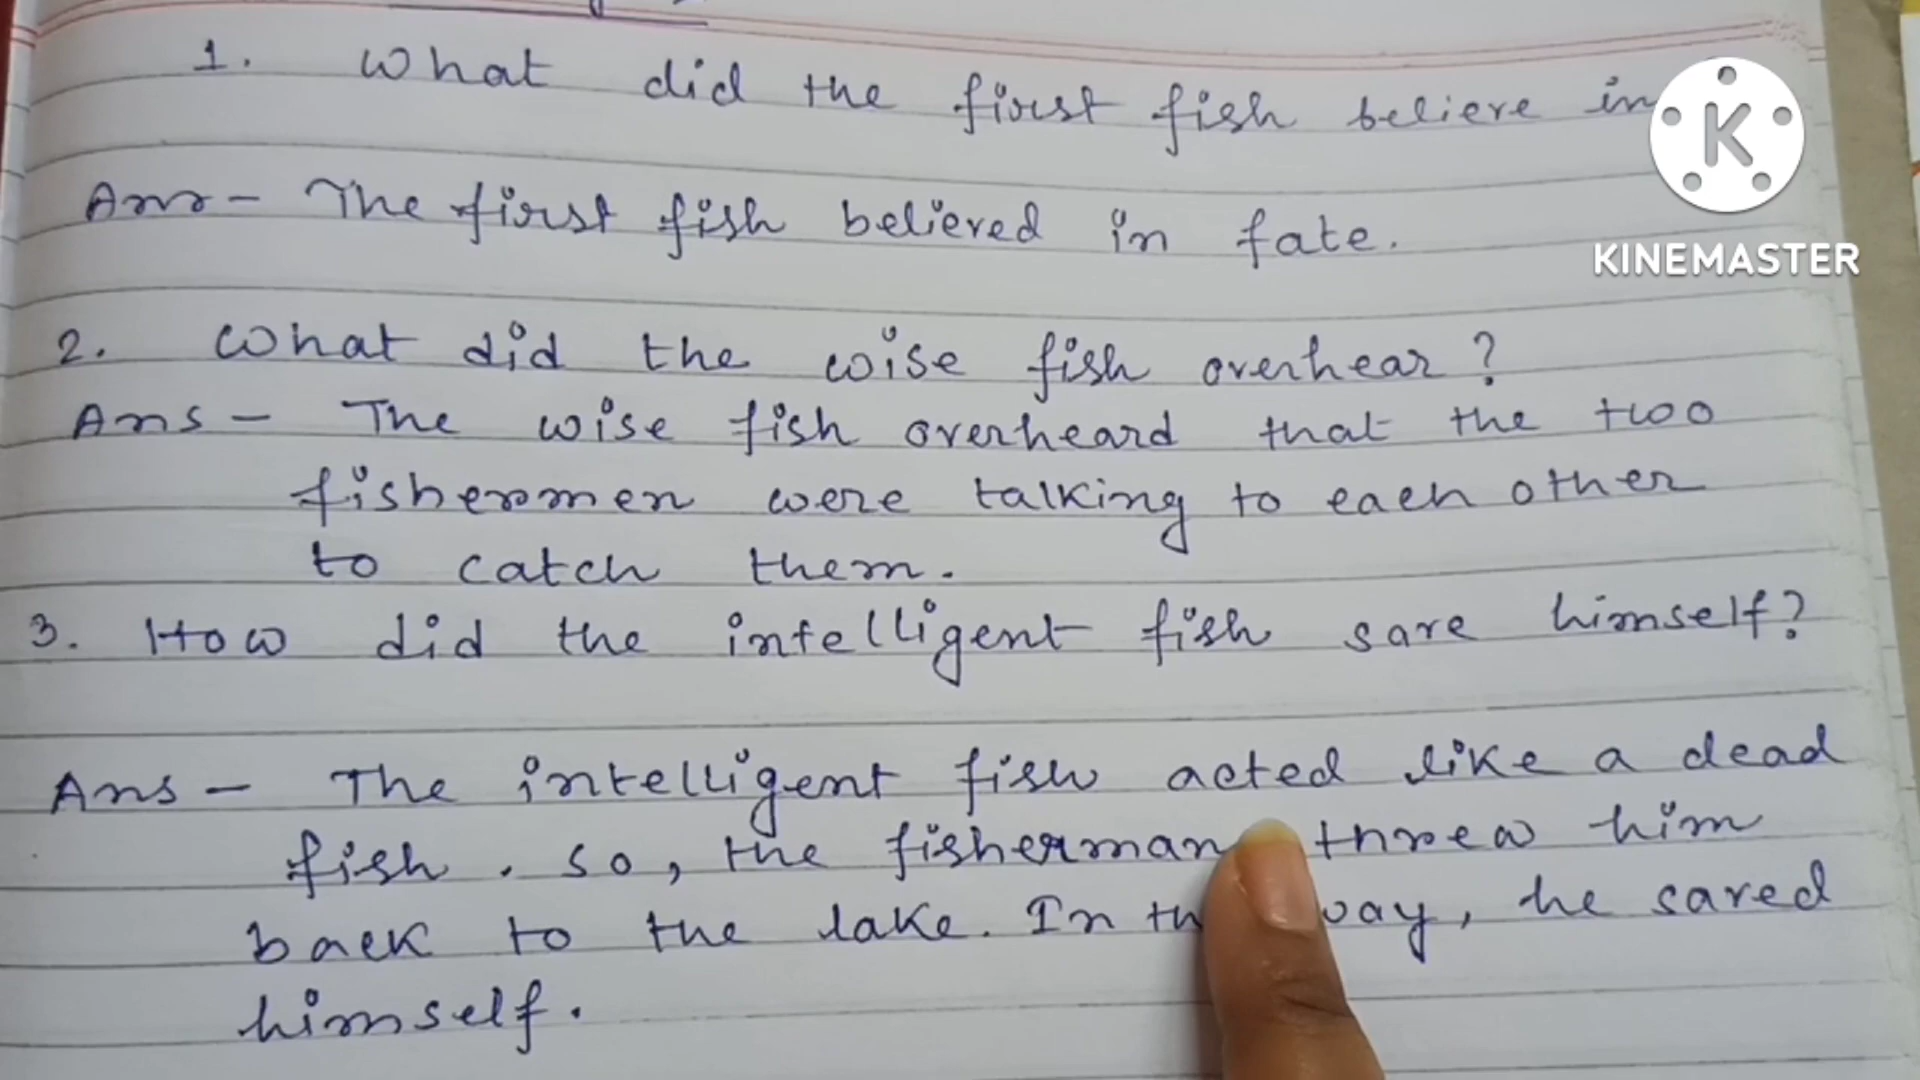 1. What did the first fish believe in
Ans - The first fish believed in fate.
2. What did the wise fish overhear?
Ans - The wise fish overheard that the two
fishermen were talking to each other
to catch them.
3. How did the intelligent fish save himself?
Ans - The intelligent fish acted like a dead
fish. so, the fisherman threw him
back to the lake. In way, he saved
himself.
KINEMASTER